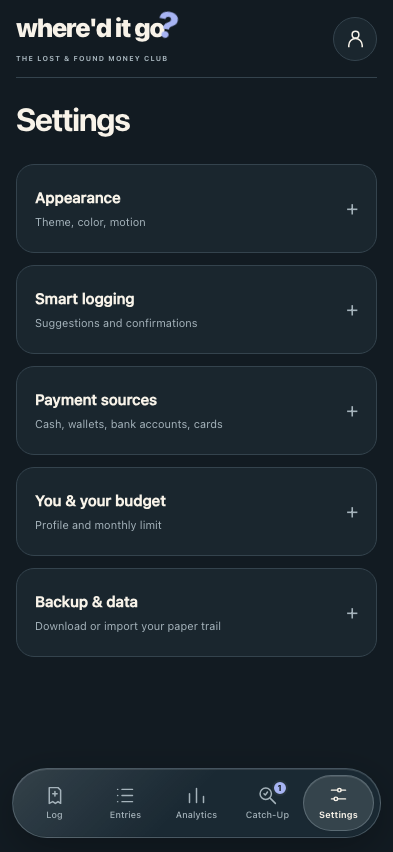 where'd it go?
THE LOST & FOUND MONEY CLUB
Settings
Appearance
Theme, color, motion
Smart logging
Suggestions and confirmations
Payment sources
Cash, wallets, bank accounts, cards
You & your budget
Profile and monthly limit
Backup & data
Download or import your paper trail
1
Log
Entries
Analytics
Catch-Up
Settings